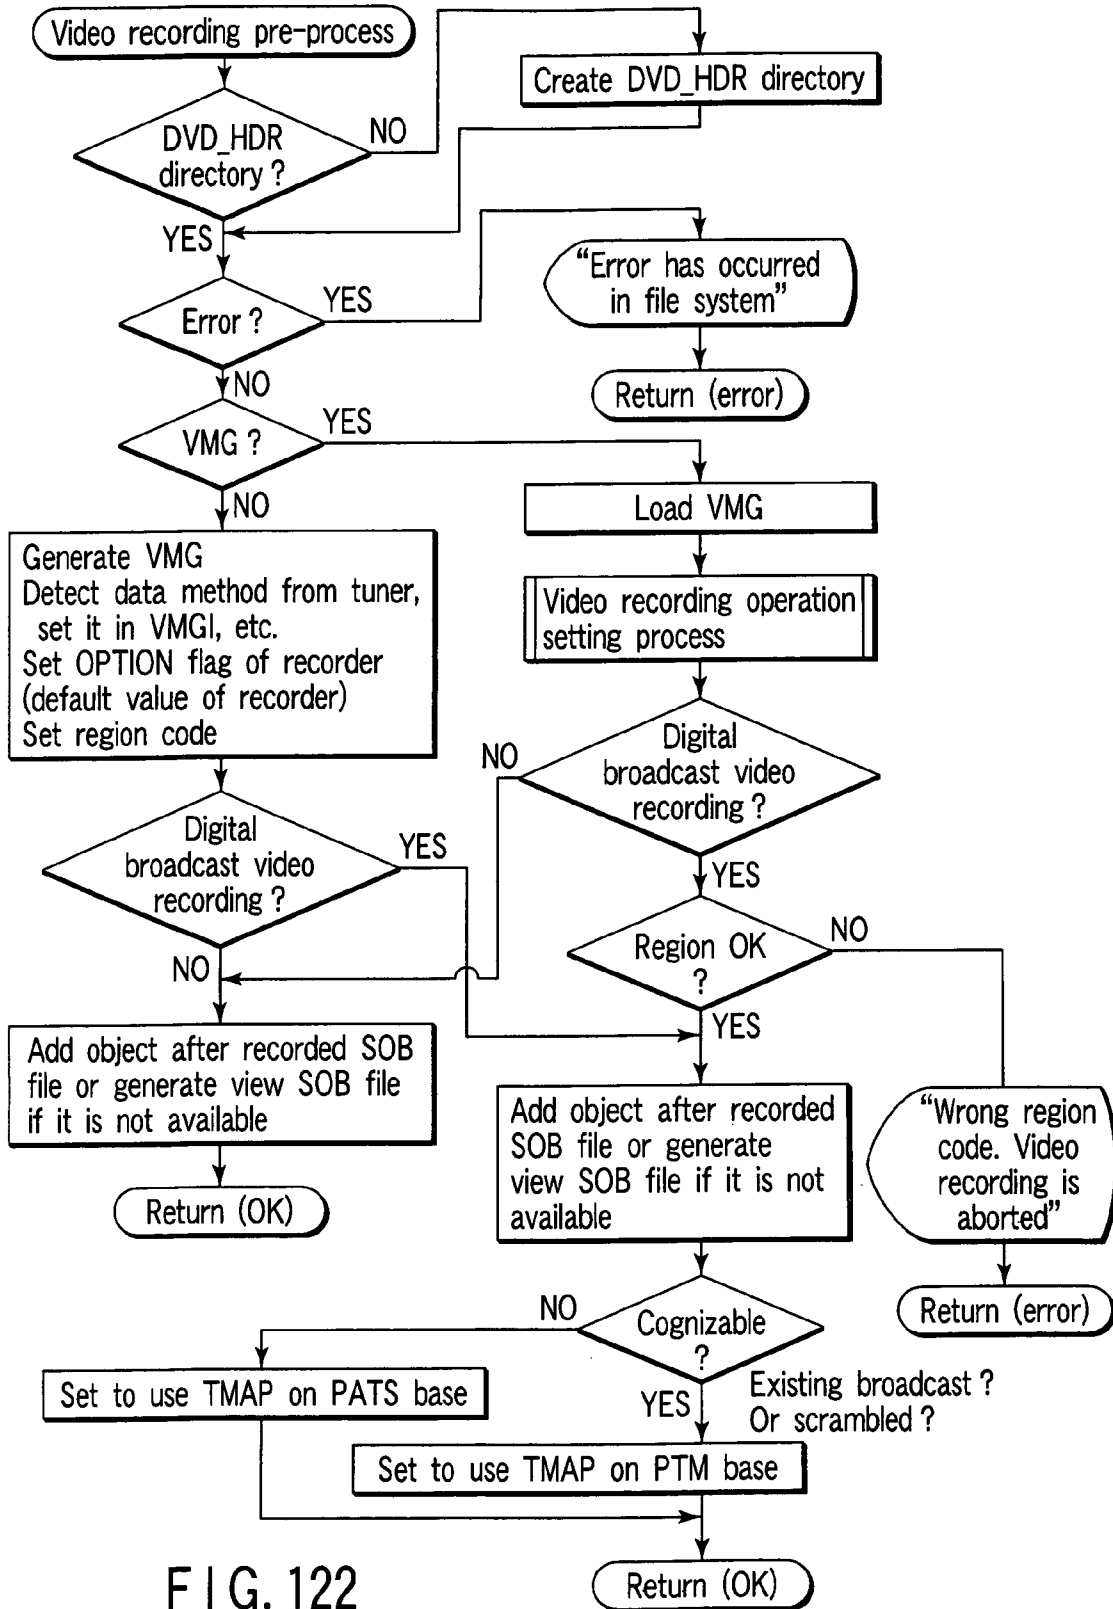 Video recording pre-process
Create DVD_HDR directory
NO
DVD_HDR
directory ?
YES
"Error has occurred
in file system"
YES
Error ?
Return (error)
NO
YES
VMG ?
NO
Load VMG
Generate VMG
Detect data method from tuner,
set it in VMGI, etc.
Set OPTION flag of recorder
(default value of recorder)
Set region code
Video recording operation
setting process
Digital
broadcast video
recording ?
NO
YES
Digital
broadcast video
recording ?
YES
NO
Region OK
?
NO
YES
Add object after recorded SOB
file or generate view SOB file
if it is not available
Return (OK)
Add object after recorded
SOB file or generate
view SOB file if it is not
available
"Wrong region
code. Video
recording is
aborted"
Return (error)
Cognizable
?
NO
YES
Existing broadcast ?
Or scrambled ?
Set to use TMAP on PATS base
Set to use TMAP on PTM base
Return (OK)
FIG. 122